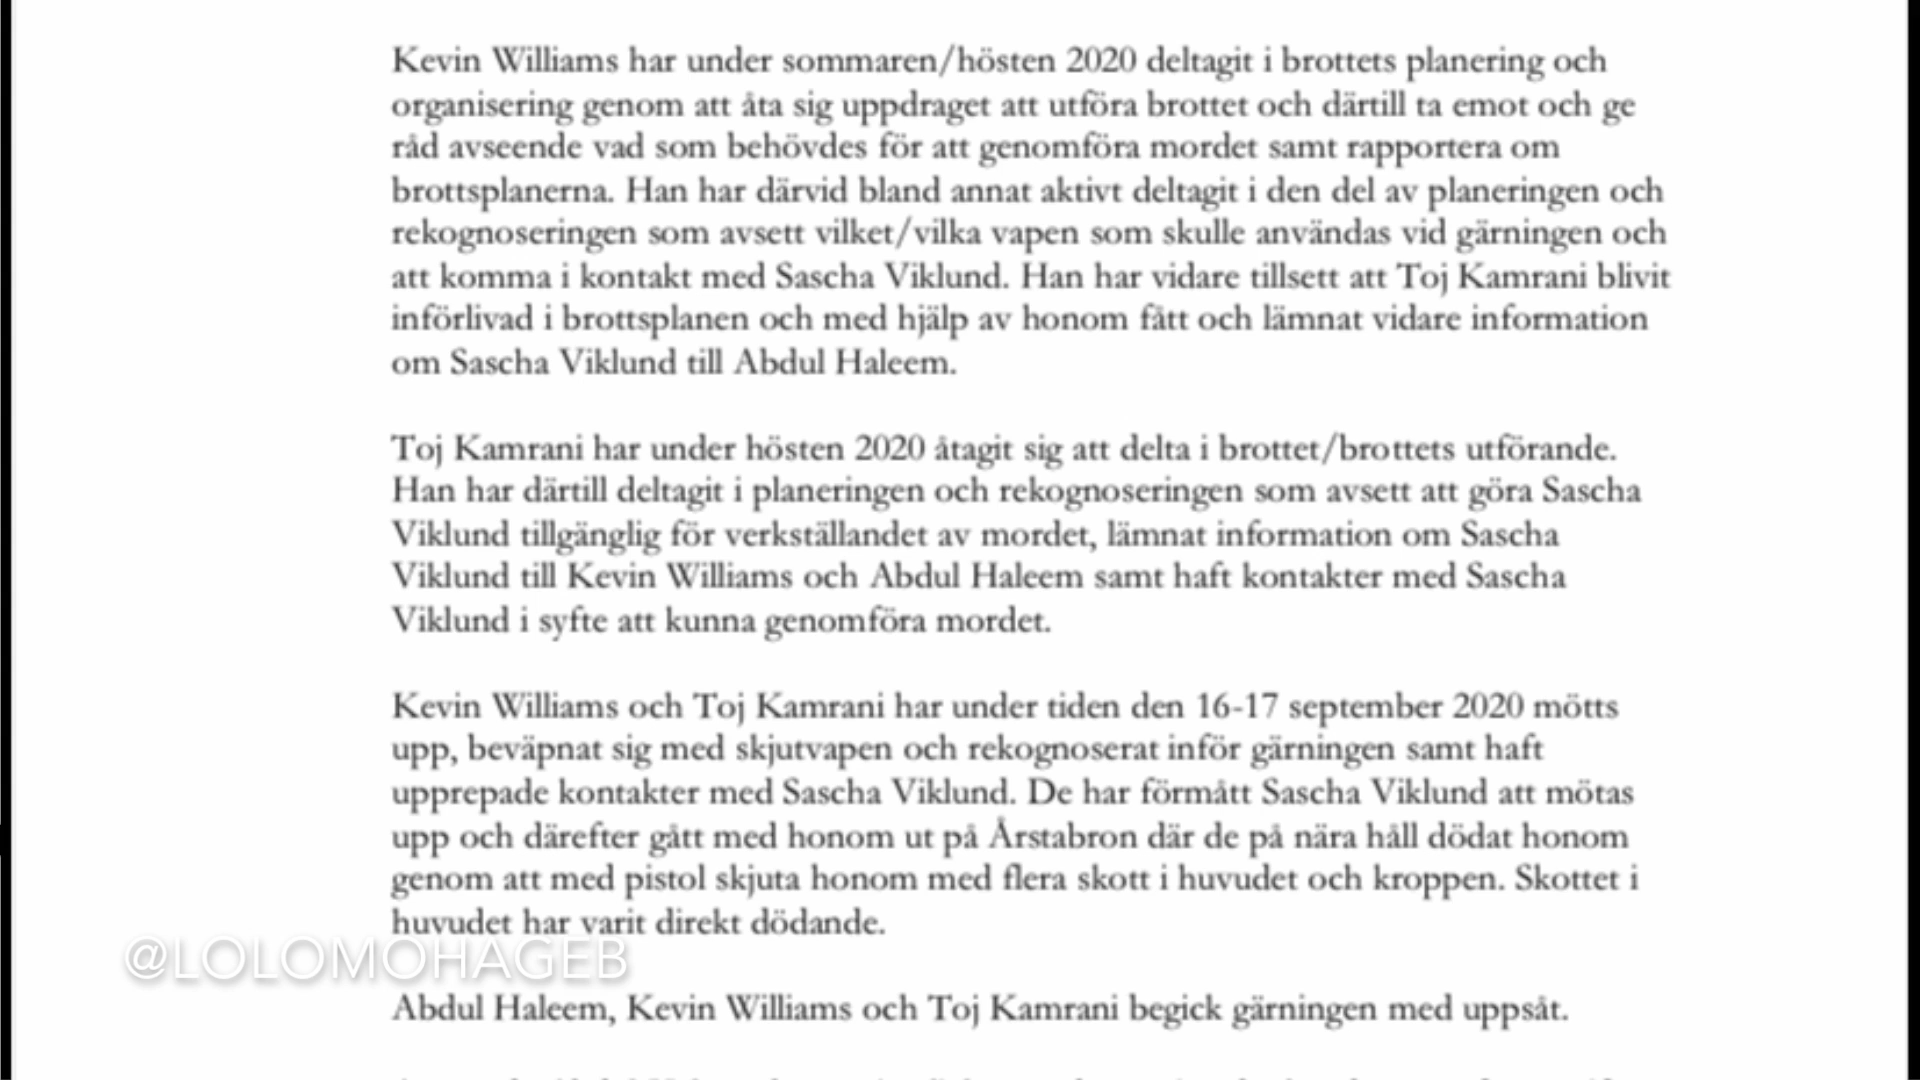 Kevin Williams har under sommaren/hösten 2020 deltagit i brottets planering och
organisering genom att åta sig uppdraget att utföra brottet och därtill ta emot och ge
råd avseende vad som behövdes för att genomföra mordet samt rapportera om
brottsplanerna. Han har därvid bland annat aktivt deltagit i den del av planeringen och
rekognoseringen som avsett vilket/vilka vapen som skulle användas vid gärningen och
att komma i kontakt med Sascha Viklund. Han har vidare tillsett att Toj Kamrani blivit
införlivad i brottsplanen och med hjälp av honom fått och lämnat vidare information
om Sascha Viklund till Abdul Haleem.
Toj Kamrani har under hösten 2020 åtagit sig att delta i brottet/brottets utförande.
Han har därtill deltagit i planeringen och rekognoseringen som avsett att göra Sascha
Viklund tillgänglig för verkställandet av mordet, lämnat information om Sascha
Viklund till Kevin Williams och Abdul Haleem samt haft kontakter med Sascha
Viklund i syfte att kunna genomföra mordet.
Kevin Williams och Toj Kamrani har under tiden den 16-17 september 2020 mötts
upp, beväpnat sig med skjutvapen och rekognoserat inför gärningen samt haft
upprepade kontakter med Sascha Viklund. De har förmått Sascha Viklund att mötas
upp och därefter gått med honom ut på Årstabron där de på nära håll dödat honom
genom att med pistol skjuta honom med flera skott i huvudet och kroppen. Skottet i
huvudet har varit direkt dödande.
@LOLOMOHAGEB
Abdul Haleem, Kevin Williams och Toj Kamrani begick gärningen med uppsåt.